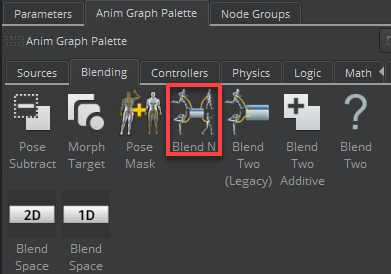 Parameters Anim Graph Palette Node Groups
Anim Graph Palette
Sources Blending Controllers Physics Logic Math
Pose Subtract Morph Target Pose Mask Blend N Blend Two (Legacy) Blend Two Additive ? Blend Two
2D 1D
Blend Space Blend Space